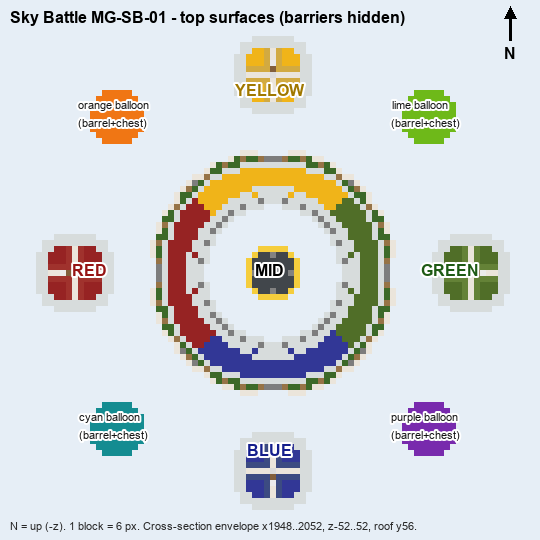 Sky Battle MG-SB-01 - top surfaces (barriers hidden)
N
YELLOW
orange balloon
(barrel+chest)
lime balloon
(barrel+chest)
RED
MID
GREEN
cyan balloon
(barrel+chest)
purple balloon
(barrel+chest)
BLUE
N = up (-z). 1 block = 6 px. Cross-section envelope x1948..2052, z-52..52, roof y56.